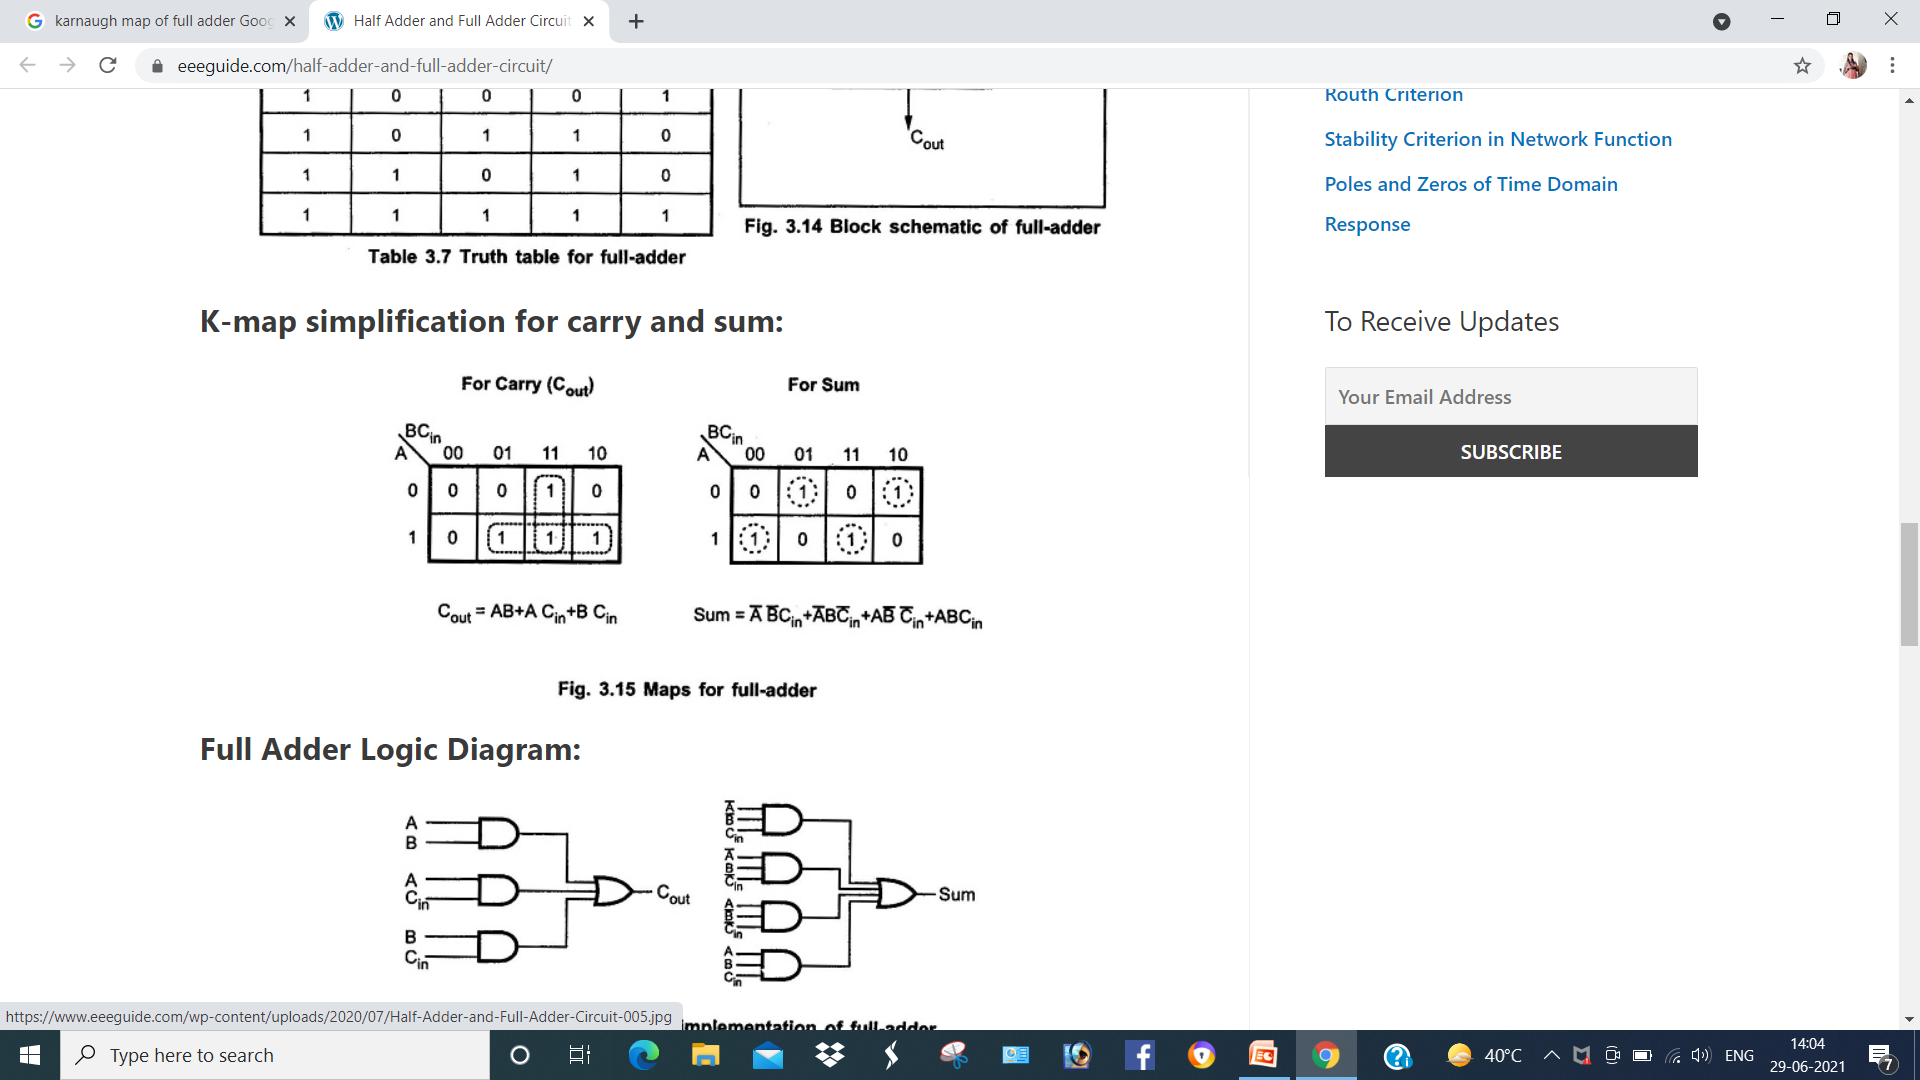 karnaugh map of full adder Goog
Half Adder and Full Adder Circuit
eeeguide.com/half-adder-and-full-adder-circuit/
1 0 0 0 1
1 0 1 1 0
1 1 0 1 0
1 1 1 1 1
Table 3.7 Truth table for full-adder
Cout
Fig. 3.14 Block schematic of full-adder
K-map simplification for carry and sum:
For Carry (Cout)
BCin
A 00 01 11 10
0 0 0 1 0
1 0 1 1 1
Cout = AB+A Cin+B Cin
For Sum
BCin
A 00 01 11 10
0 0 1 0 1
1 1 0 1 0
Sum = A̅ B̅Cin+A̅BC̅in+AB̅ C̅in+ABCin
Fig. 3.15 Maps for full-adder
Full Adder Logic Diagram:
A
B
A
Cin
B
Cin
Cout
A̅
B̅
Cin
A̅
B
C̅in
A
B̅
C̅in
A
B
Cin
Sum
implementation of full-adder
Routh Criterion
Stability Criterion in Network Function
Poles and Zeros of Time Domain
Response
To Receive Updates
Your Email Address
SUBSCRIBE
https://www.eeeguide.com/wp-content/uploads/2020/07/Half-Adder-and-Full-Adder-Circuit-005.jpg
Type here to search
40°C
ENG
14:04
29-06-2021
7